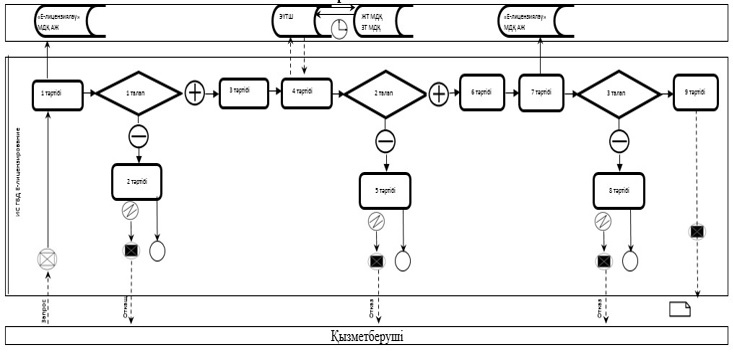 «Е-лицензиялау»
МДҚ АЖ
ЭҮТШ
ЖТ МДҚ
ЗТ МДҚ
«Е-лицензиялау»
МДҚ АЖ
ИС ГБД Е-лицензирование
1 тәртібі
1 талап
3 тәртібі
4 тәртібі
2 талап
6 тәртібі
7 тәртібі
3 талап
9 тәртібі
2 тәртібі
5 тәртібі
8 тәртібі
Запрос
Отказ
Отказ
Қызметберуші